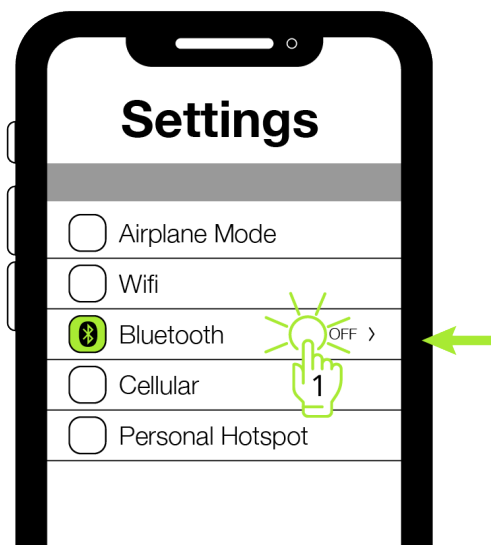 Settings
Airplane Mode
Wifi
Bluetooth OFF >
1
Cellular
Personal Hotspot